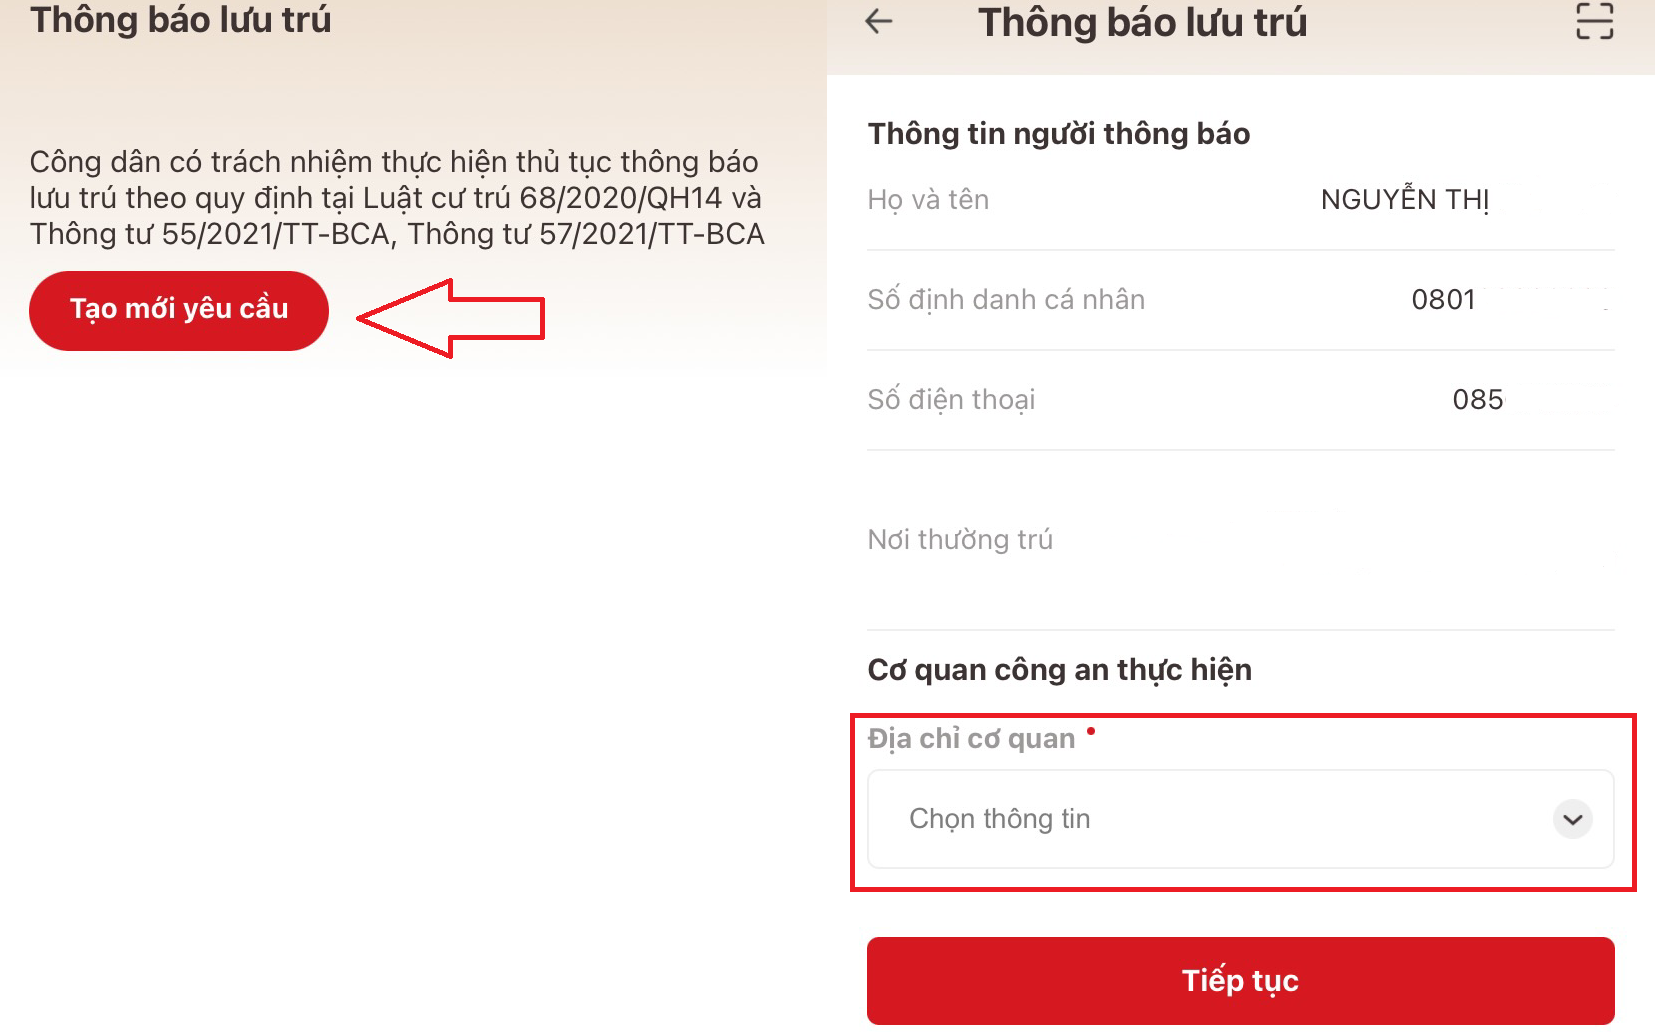 Thông báo lưu trú
Công dân có trách nhiệm thực hiện thủ tục thông báo
lưu trú theo quy định tại Luật cư trú 68/2020/QH14 và
Thông tư 55/2021/TT-BCA, Thông tư 57/2021/TT-BCA
Tạo mới yêu cầu
Thông báo lưu trú
Thông tin người thông báo
Họ và tên NGUYỄN THỊ
Số định danh cá nhân 0801
Số điện thoại 085
Nơi thường trú
Cơ quan công an thực hiện
Địa chỉ cơ quan
Chọn thông tin
Tiếp tục